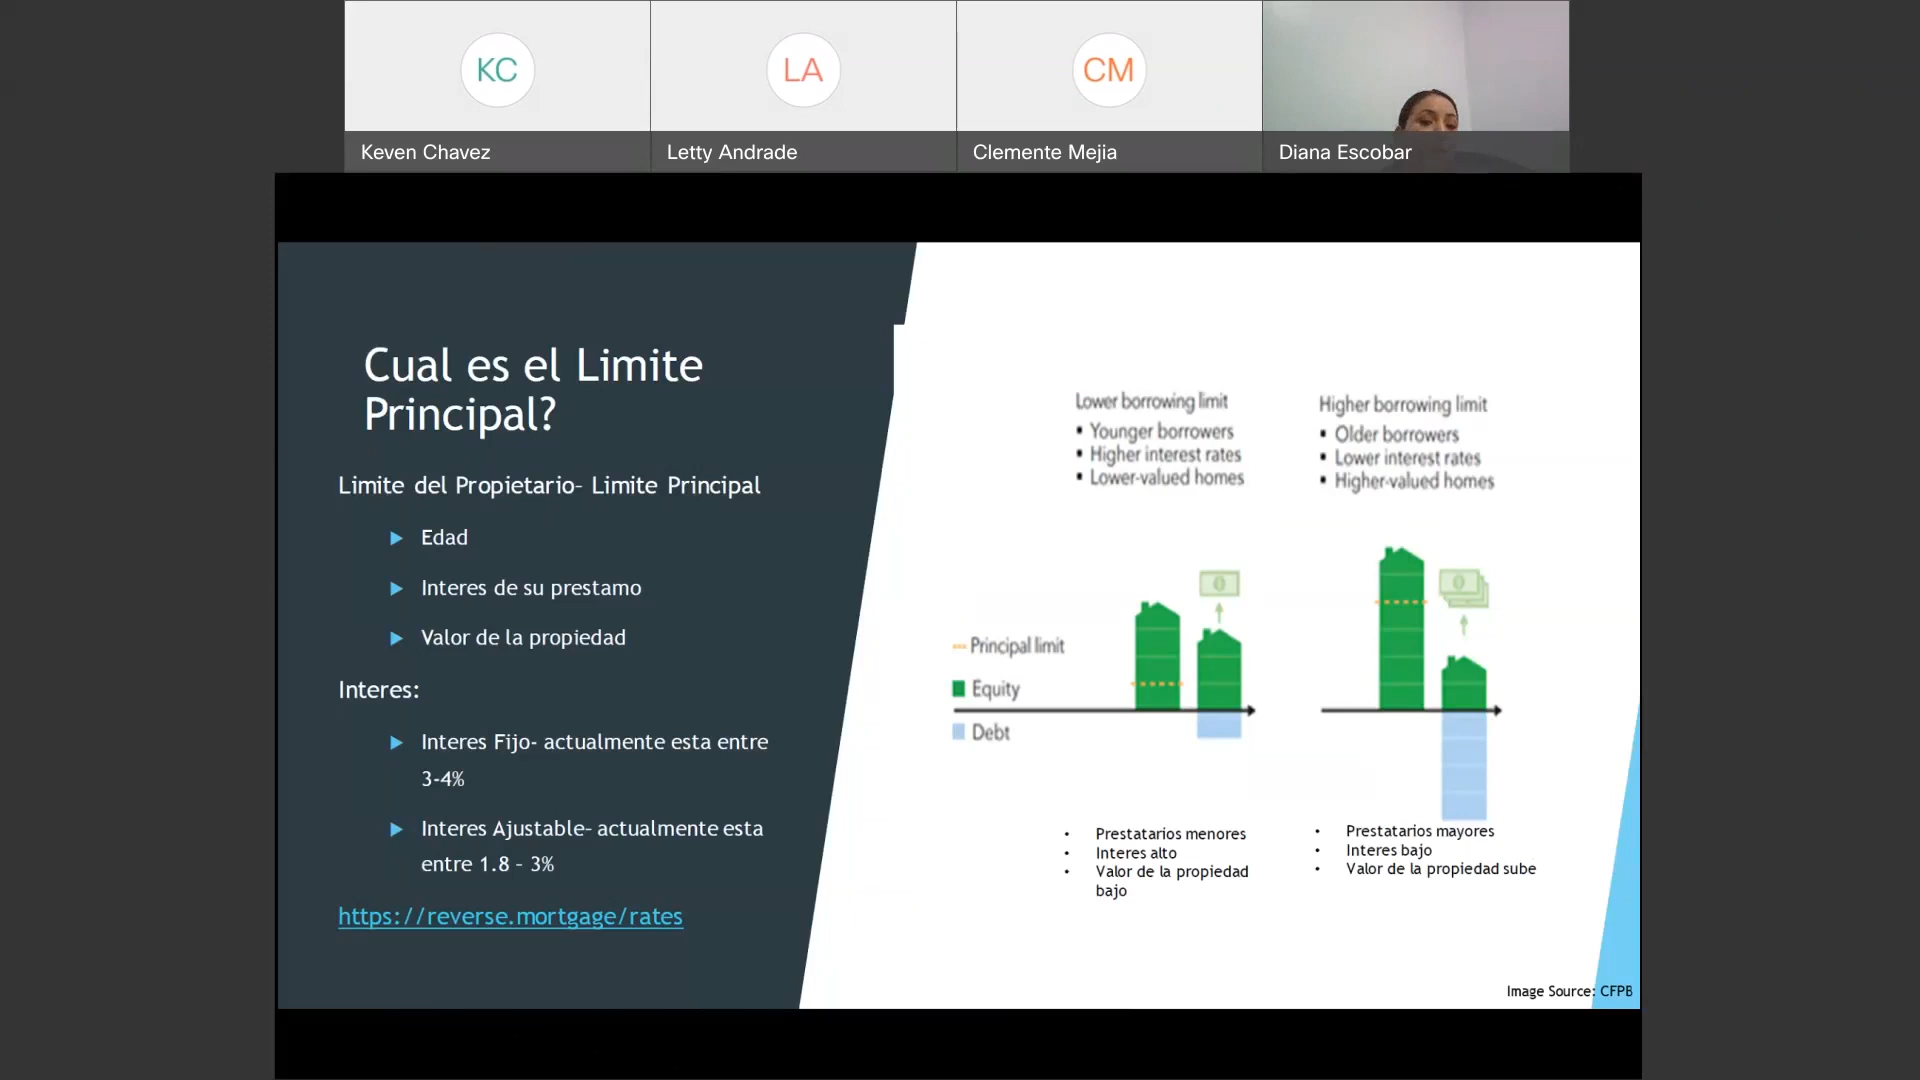 KC
LA
CM
Keven Chavez
Letty Andrade
Clemente Mejia
Diana Escobar
Cual es el Limite
Principal?
Limite del Propietario- Limite Principal
Edad
Interes de su prestamo
Valor de la propiedad
Interes:
Interes Fijo- actualmente esta entre
3-4%
Interes Ajustable- actualmente esta
entre 1.8 - 3%
https://reverse.mortgage/rates
Lower borrowing limit
▪ Younger borrowers
▪ Higher interest rates
▪ Lower-valued homes
Higher borrowing limit
▪ Older borrowers
▪ Lower interest rates
▪ Higher-valued homes
Principal limit
Equity
Debt
• Prestatarios menores
• Interes alto
• Valor de la propiedad
bajo
• Prestatarios mayores
• Interes bajo
• Valor de la propiedad sube
Image Source: CFPB